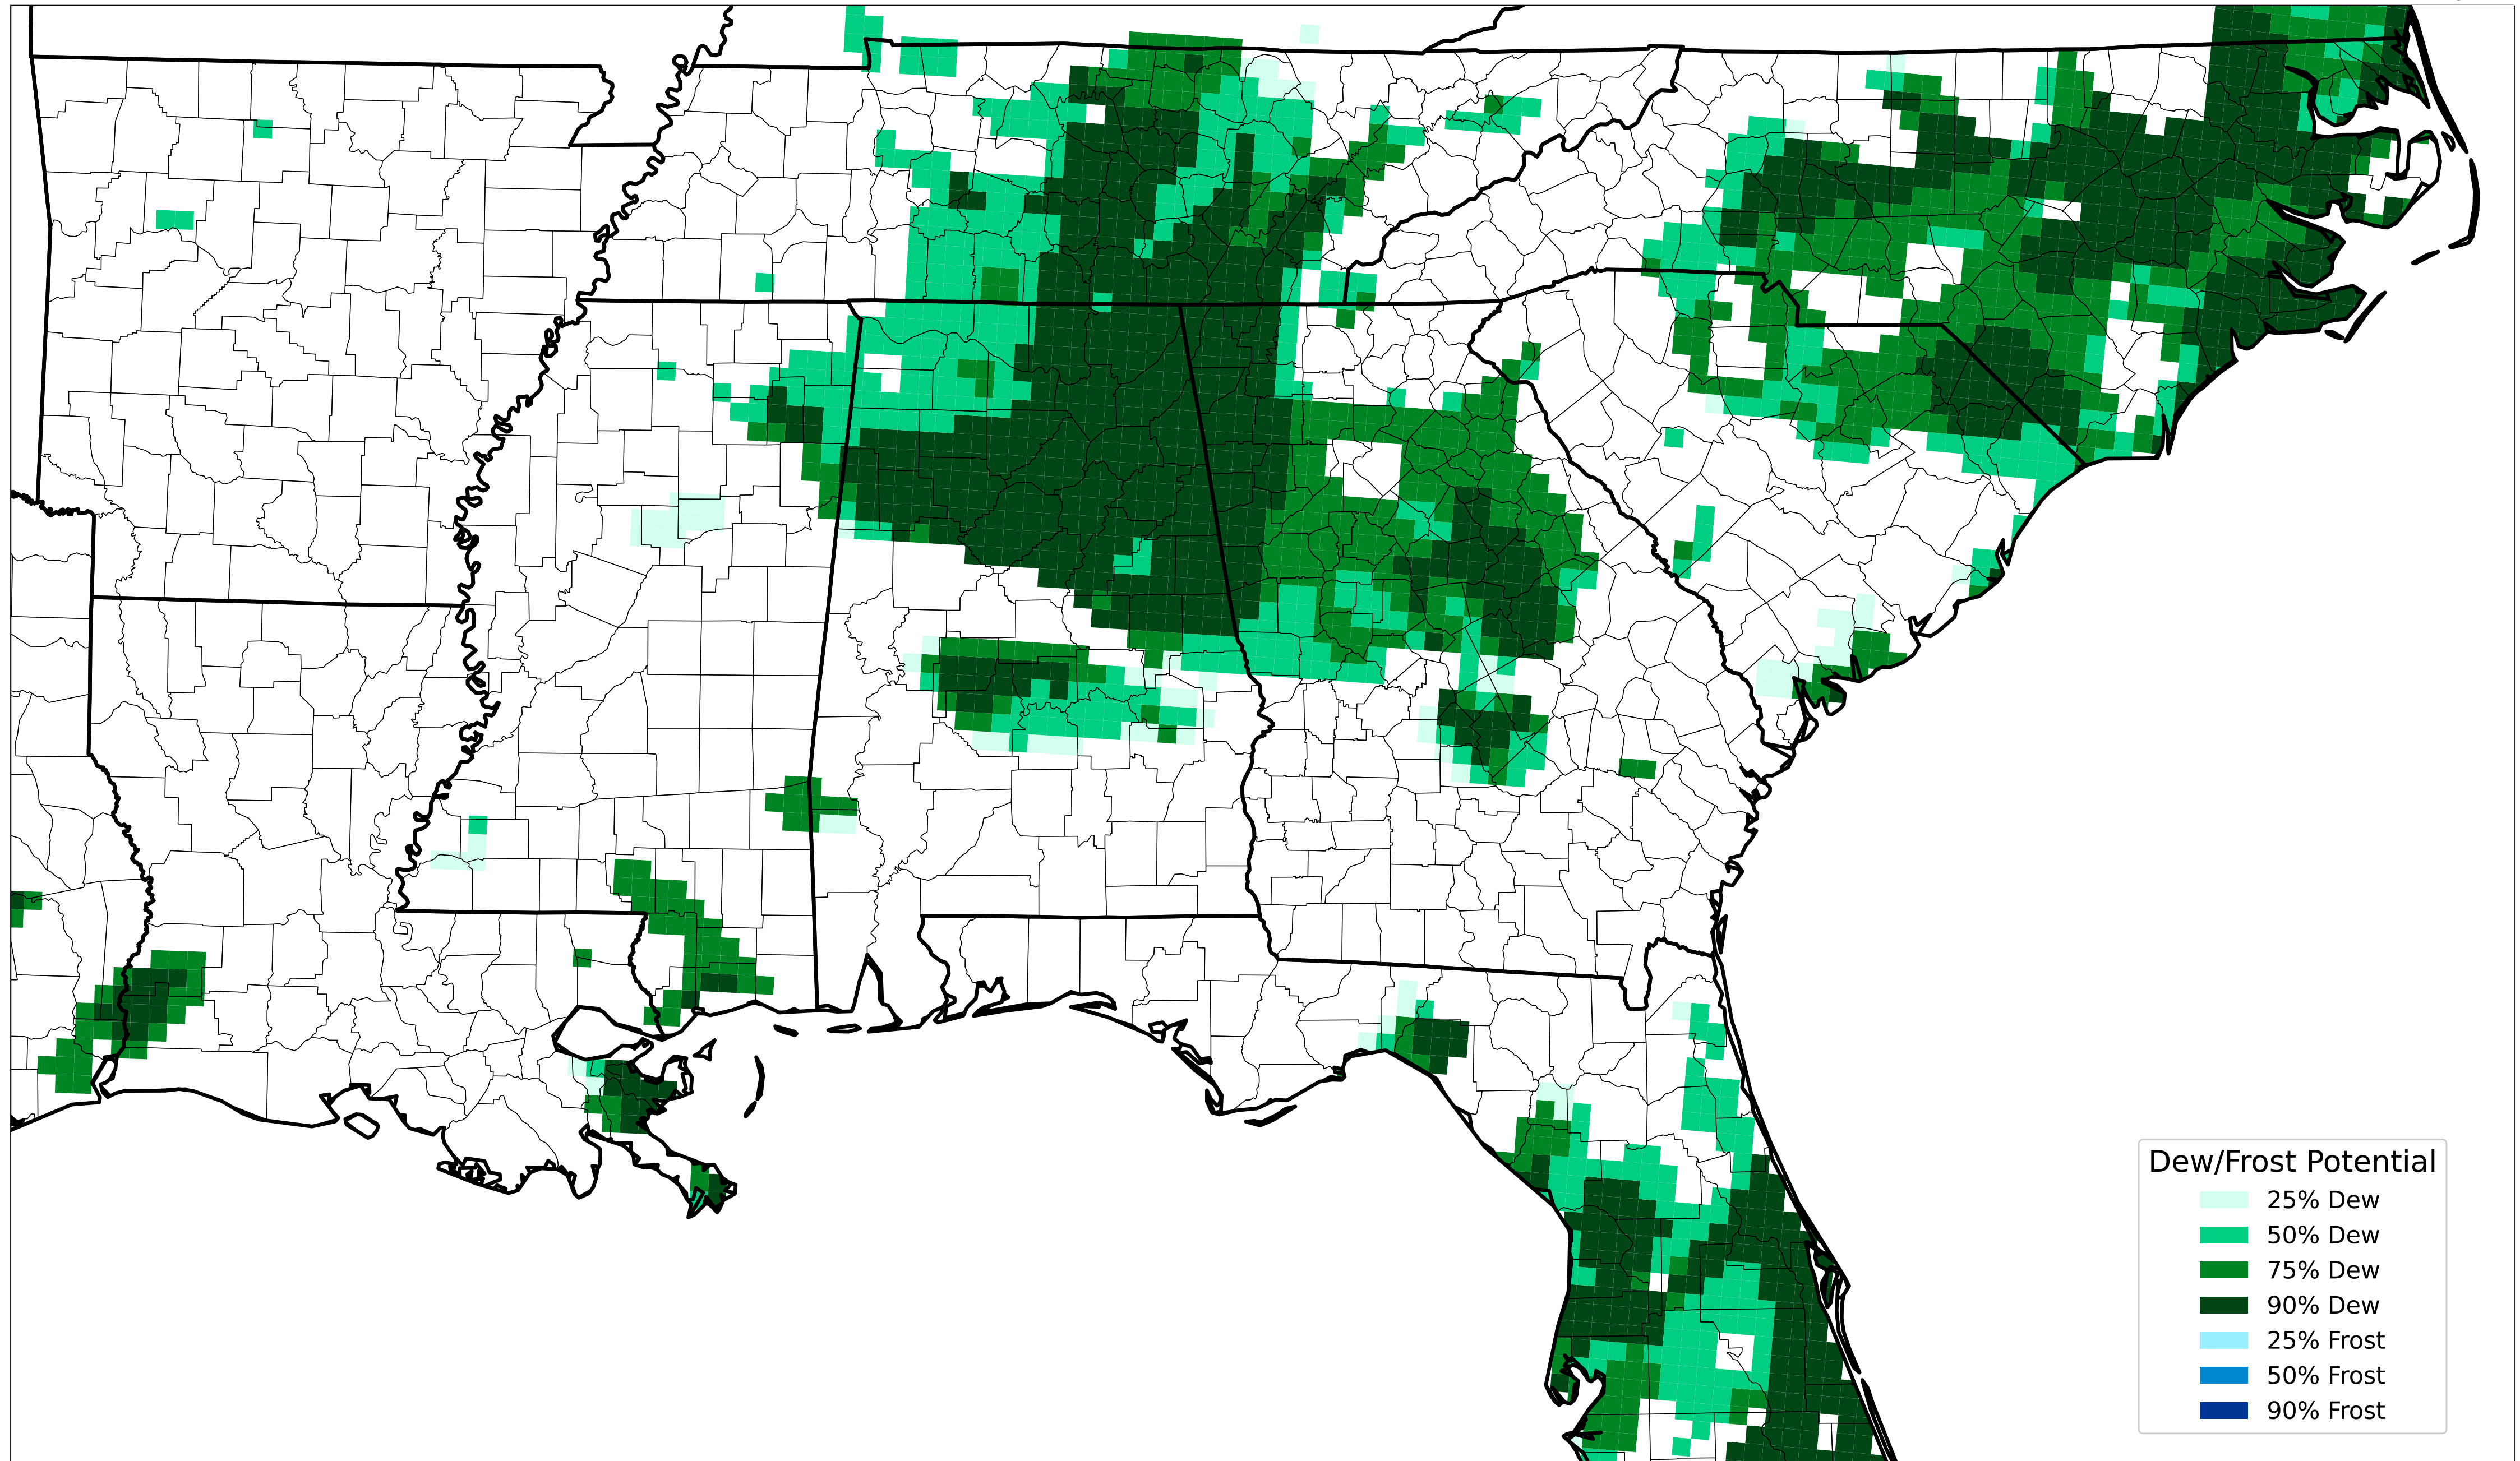 Dew/Frost Potential
25% Dew
50% Dew
75% Dew
90% Dew
25% Frost
50% Frost
90% Frost